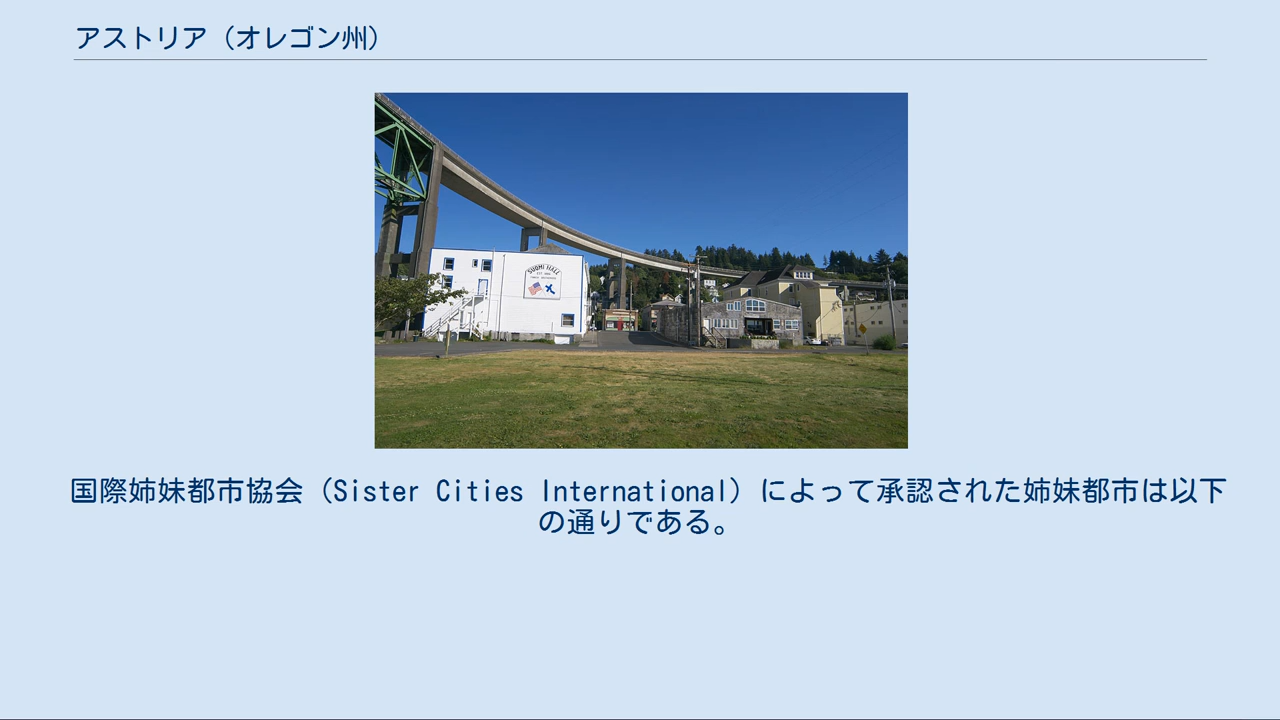 アストリア（オレゴン州）
SUOMI HALL
国際姉妹都市協会（Sister Cities International）によって承認された姉妹都市は以下
の通りである。